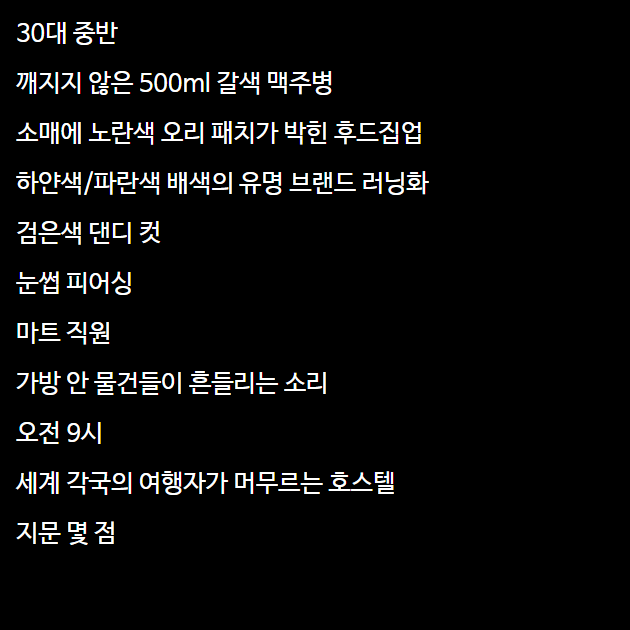 30대 중반
깨지지 않은 500ml 갈색 맥주병
소매에 노란색 오리 패치가 박힌 후드집업
하얀색/파란색 배색의 유명 브랜드 러닝화
검은색 댄디 컷
눈썹 피어싱
마트 직원
가방 안 물건들이 흔들리는 소리
오전 9시
세계 각국의 여행자가 머무르는 호스텔
지문 몇 점